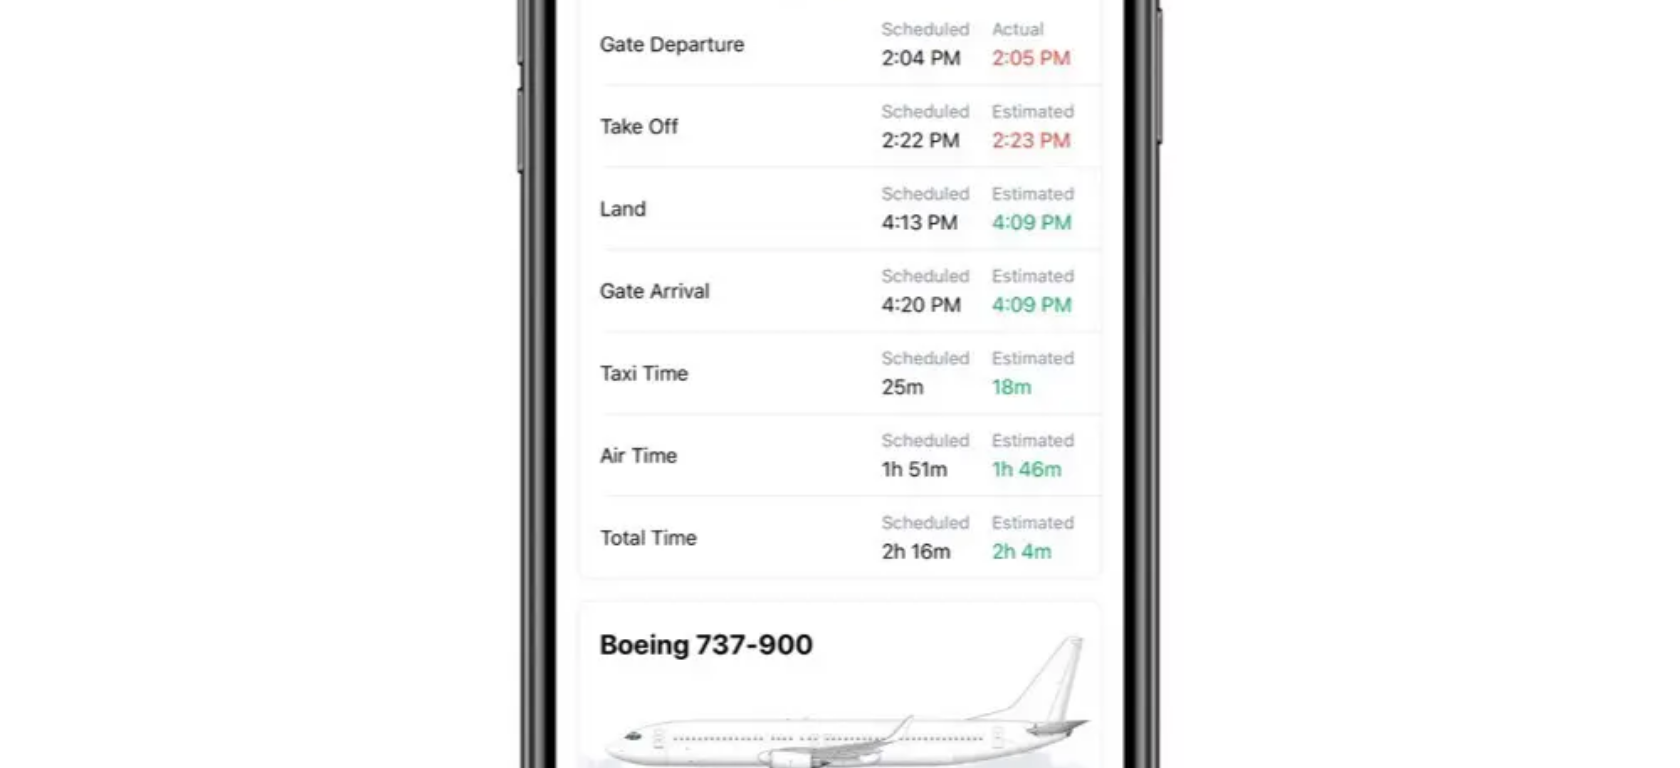 Gate Departure
Scheduled Actual
2:04 PM 2:05 PM
Take Off
Scheduled Estimated
2:22 PM 2:23 PM
Land
Scheduled Estimated
4:13 PM 4:09 PM
Gate Arrival
Scheduled Estimated
4:20 PM 4:09 PM
Taxi Time
Scheduled Estimated
25m 18m
Air Time
Scheduled Estimated
1h 51m 1h 46m
Total Time
Scheduled Estimated
2h 16m 2h 4m
Boeing 737-900